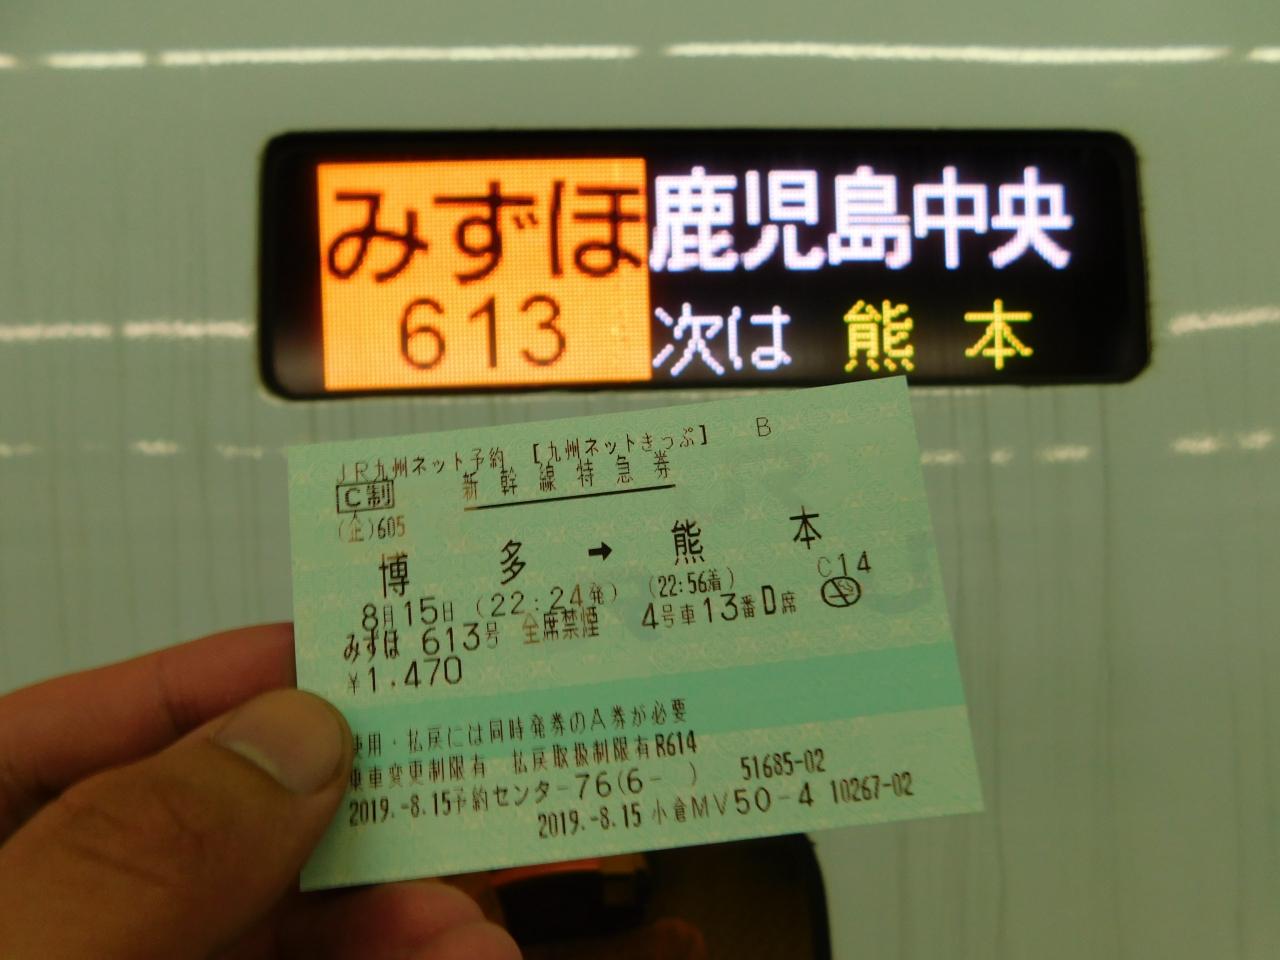 みずほ 鹿児島中央
613 次は 熊本
JR九州ネット予約 [九州ネットきっぷ] B
C制 新幹線特急券
(企)605
博多 → 熊本
8月15日 (22:24発) (22:56着) C14
みずほ 613号 全席禁煙 4号車13番D席
¥1.470
使用・払戻には同時発券のA券が必要
乗車変更制限有 払戻取扱制限有R614
2019.-8.15予約センター76(6- ) 51685-02
2019.-8.15 小倉MV50-4 10267-02